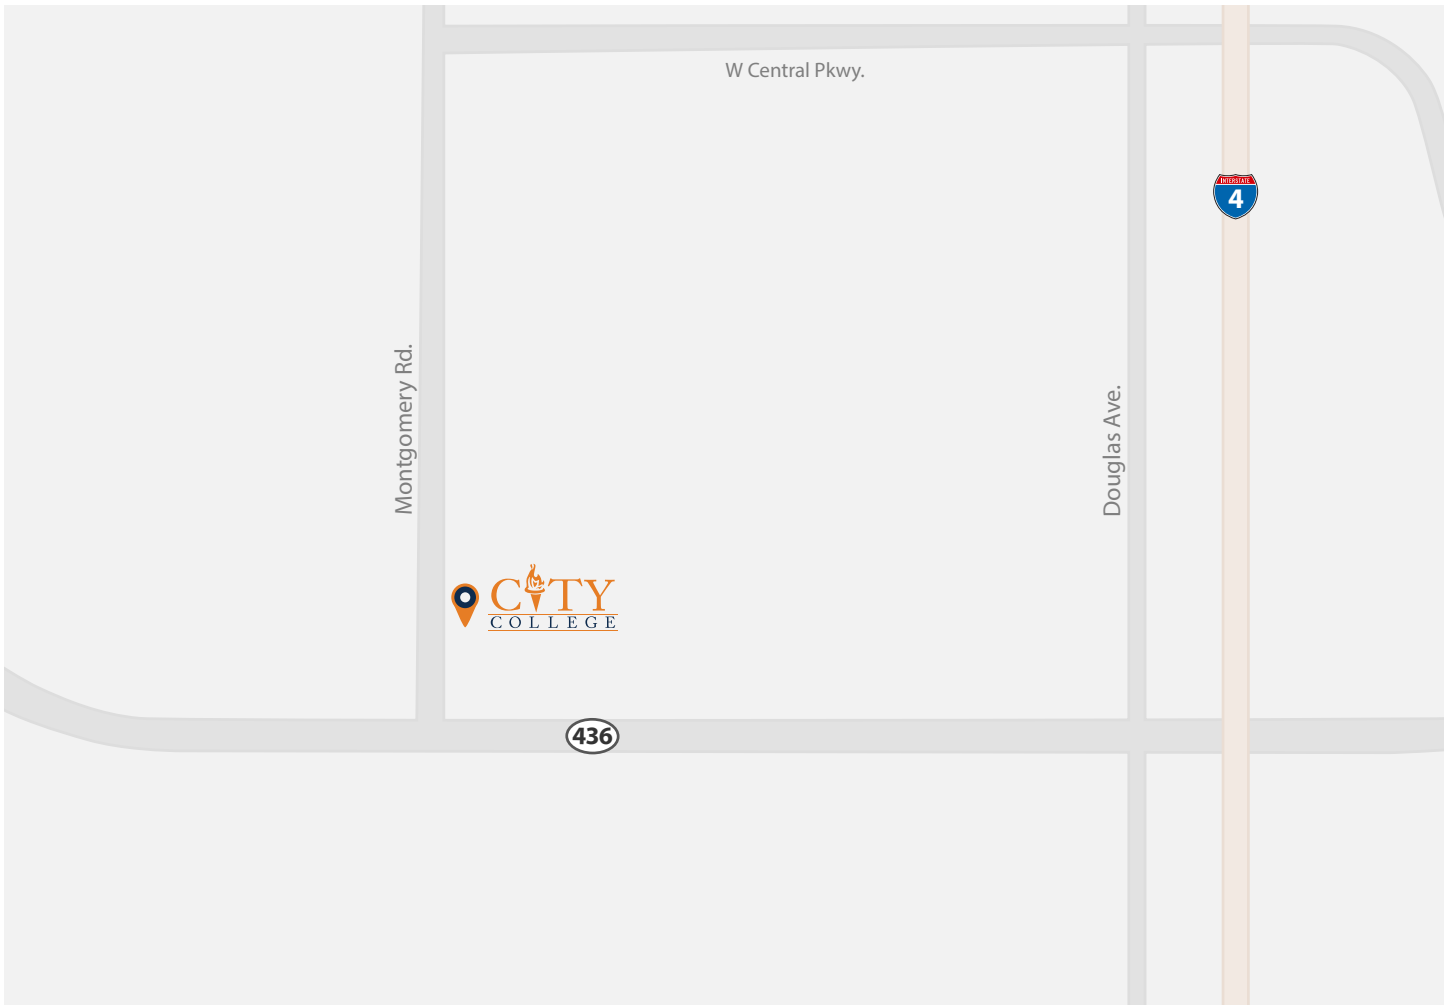 W Central Pkwy.
INTERSTATE
4
Montgomery Rd.
Douglas Ave.
CITY
COLLEGE
436